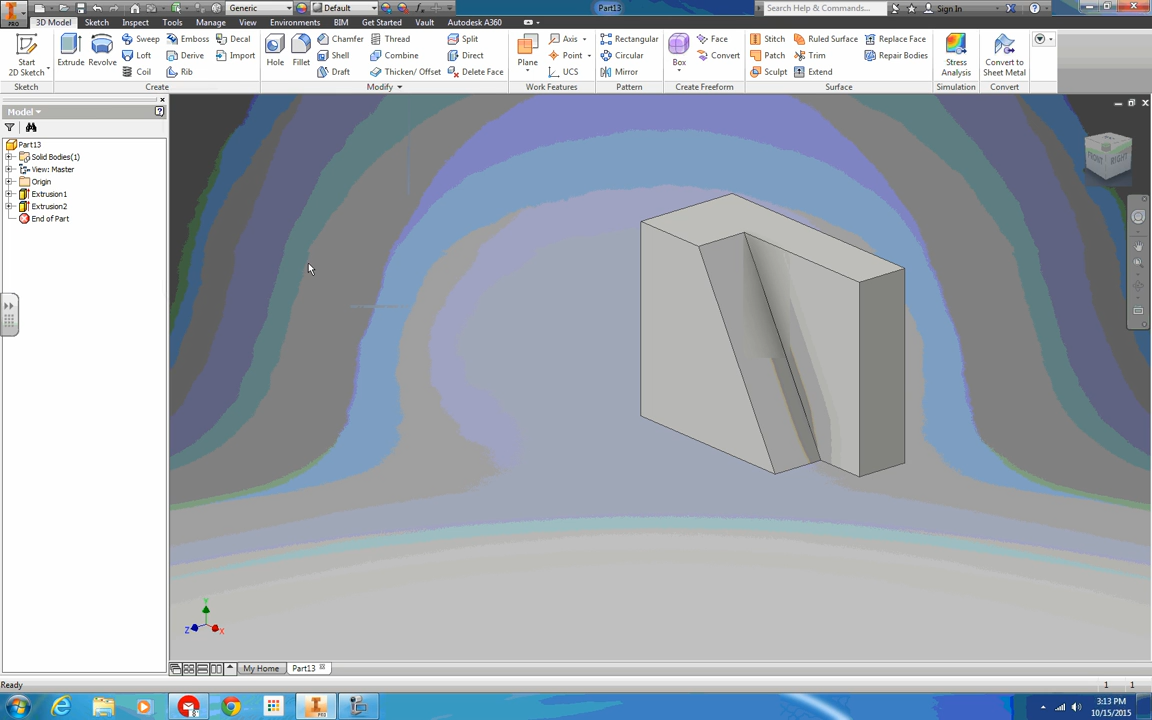 Generic
Default
Part13
Search Help & Commands...
Sign In
PRO
3D Model
Sketch
Inspect
Tools
Manage
View
Environments
BIM
Get Started
Vault
Autodesk A360
Start
2D Sketch
Extrude
Revolve
Sweep
Emboss
Decal
Loft
Derive
Import
Coil
Rib
Hole
Fillet
Chamfer
Thread
Split
Shell
Combine
Direct
Draft
Thicken/ Offset
Delete Face
Plane
Axis
Point
UCS
Rectangular
Circular
Mirror
Box
Face
Convert
Stitch
Ruled Surface
Replace Face
Patch
Trim
Repair Bodies
Sculpt
Extend
Stress
Analysis
Convert to
Sheet Metal
Sketch
Create
Modify
Work Features
Pattern
Create Freeform
Surface
Simulation
Convert
Model
Part13
Solid Bodies(1)
View: Master
Origin
Extrusion1
Extrusion2
End of Part
FRONT
RIGHT
Y
Z
X
My Home
Part13
Ready
1
1
PRO
3:13 PM
10/15/2015